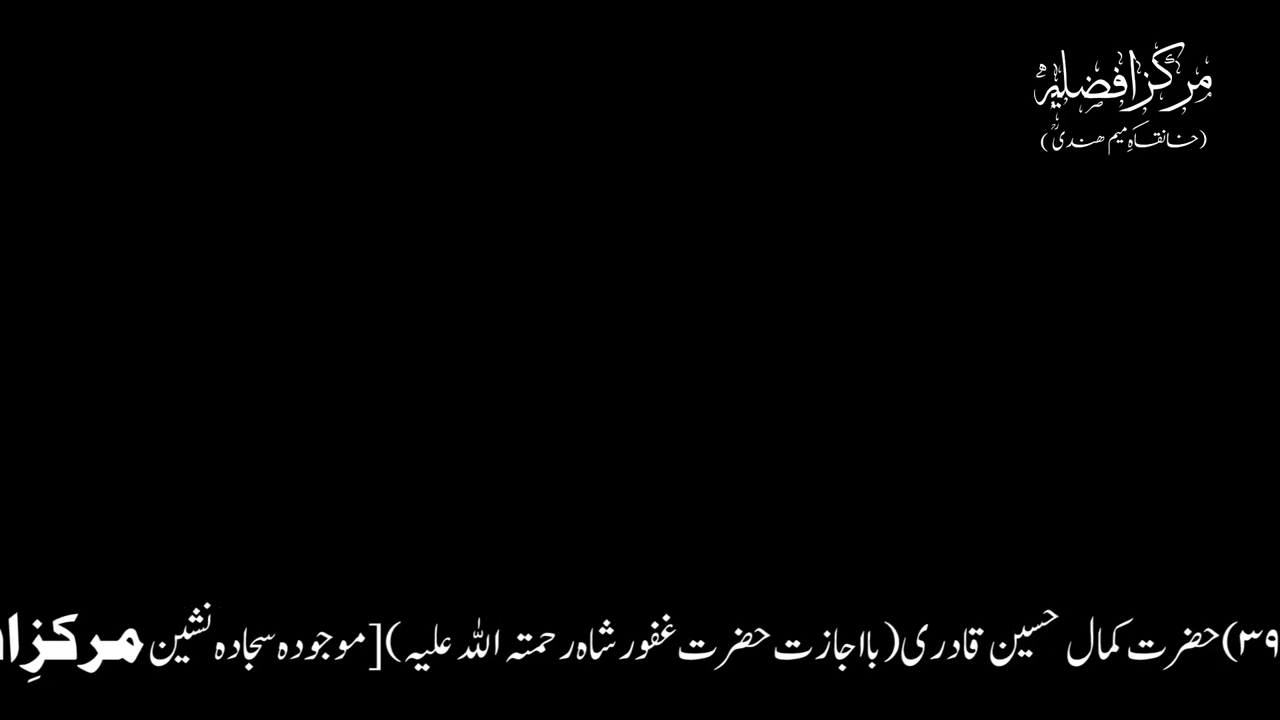 مرکز افضلیہ
(خانقاہِ میم ھندیؒ)
۳۹)حضرت کمال حسین قادری(بااجازت حضرت غفور شاہ رحمتہ اللہ علیہ)[موجودہ سجادہ نشین مرکزِ ا